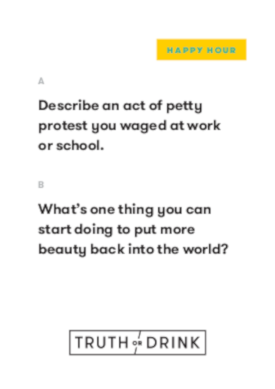 HAPPY HOUR
A
Describe an act of petty
protest you waged at work
or school.
B
What's one thing you can
start doing to put more
beauty back into the world?
TRUTH OR DRINK